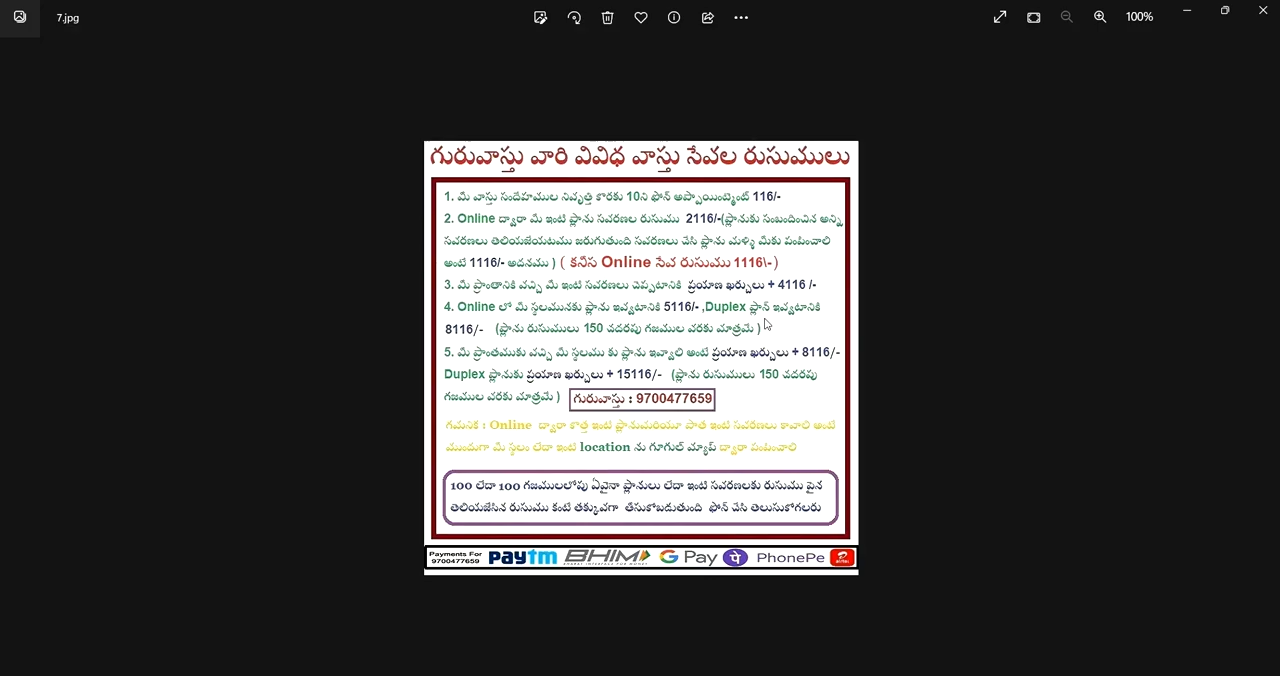 7.jpg
100%
గురువాస్తు వారి వివిధ వాస్తు సేవల రుసుములు
1. మీ వాస్తు సందేహముల నివృత్తి కొరకు 10ని ఫోన్ అప్పాయింట్మెంట్ 116/-
2. Online ద్వారా మీ ఇంటి ప్లాను సవరణల రుసుము 2116/-(ప్లానుకు సంబందించిన అన్ని
సవరణలు తెలియజేయటము జరుగుతుంది సవరణలు చేసి ప్లాను మళ్ళి మీకు పంపించాలి
అంటే 1116/- అదనము ) ( కనీస Online సేవ రుసుము 1116\-)
3. మీ ప్రాంతానికి వచ్చి మీ ఇంటి సవరణలు చెప్పటానికి ప్రయాణ ఖర్చులు + 4116 /-
4. Online లో మీ స్థలమునకు ప్లాను ఇవ్వటానికి 5116/- ,Duplex ప్లాన్ ఇవ్వటానికి
8116/- (ప్లాను రుసుములు 150 చదరపు గజముల వరకు మాత్రమే )
5. మీ ప్రాంతముకు వచ్చి మీ స్థలము కు ప్లాను ఇవ్వాలి అంటే ప్రయాణ ఖర్చులు + 8116/-
Duplex ప్లానుకు ప్రయాణ ఖర్చులు + 15116/- (ప్లాను రుసుములు 150 చదరపు
గజముల వరకు మాత్రమే ) గురువాస్తు : 9700477659
గమనిక : Online ద్వారా కొత్త ఇంటి ప్లానుమరియూ పాత ఇంటి సవరణలు కావాలి అంటే
ముందుగా మీ స్థలం లేదా ఇంటి location ను గూగుల్ మ్యాప్ ద్వారా పంపించాలి
100 లేదా 100 గజములలోపు ఏవైనా ప్లానులు లేదా ఇంటి సవరణలకు రుసుము పైన
తెలియజేసిన రుసుము కంటే తక్కువగా తీసుకోబడుతుంది ఫోన్ చేసి తెలుసుకోగలరు
Payments For
9700477659 paytm BHIM G Pay PhonePe airtel